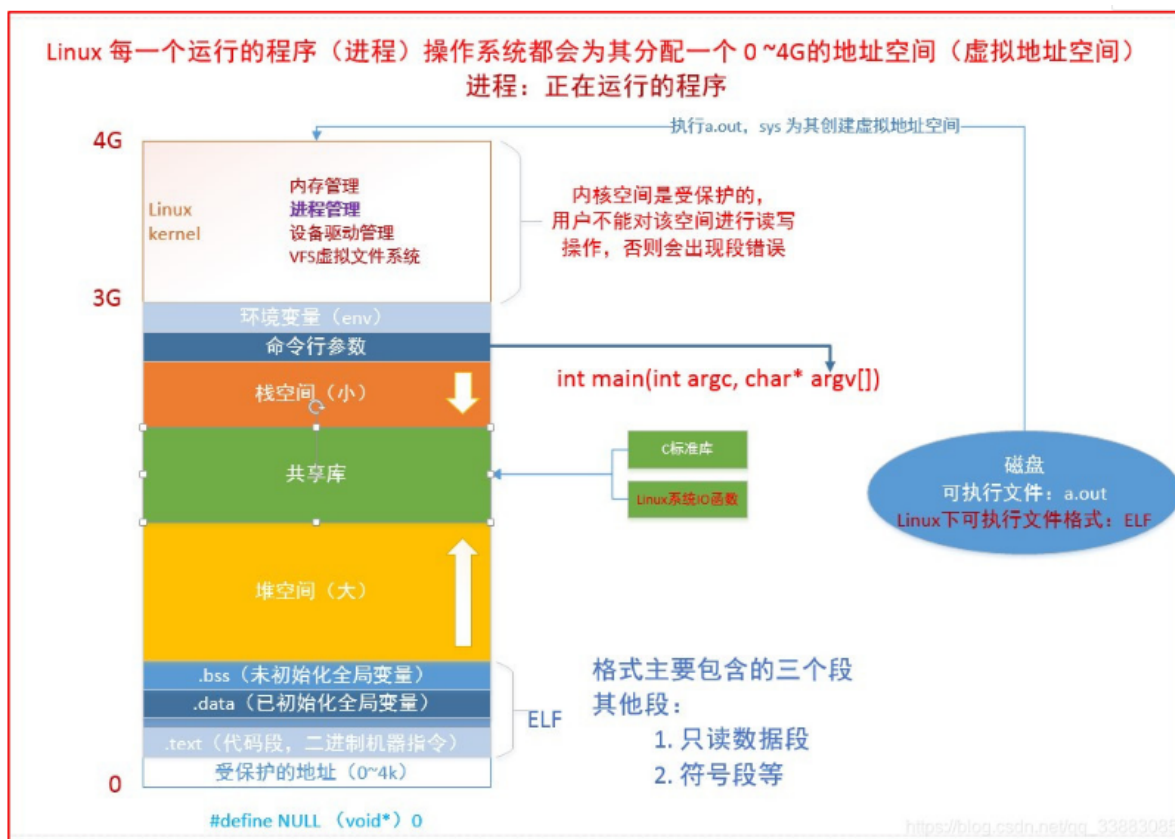 Linux 每一个运行的程序（进程）操作系统都会为其分配一个 0 ~4G的地址空间（虚拟地址空间）
进程：正在运行的程序
执行a.out，sys 为其创建虚拟地址空间
4G
Linux
kernel
内存管理
进程管理
设备驱动管理
VFS虚拟文件系统
内核空间是受保护的，
用户不能对该空间进行读写
操作，否则会出现段错误
3G
环境变量（env）
命令行参数
int main(int argc, char* argv[])
栈空间（小）
共享库
C标准库
Linux系统IO函数
磁盘
可执行文件：a.out
Linux下可执行文件格式：ELF
堆空间（大）
.bss（未初始化全局变量）
.data（已初始化全局变量）
.text（代码段，二进制机器指令）
ELF
格式主要包含的三个段
其他段：
1. 只读数据段
2. 符号段等
受保护的地址（0~4k）
0
#define NULL （void*）0